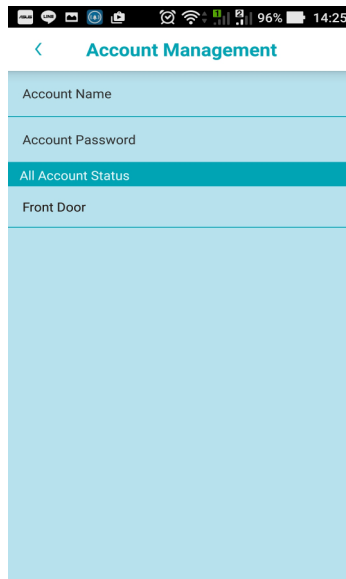 96% 14:25
Account Management
Account Name
Account Password
All Account Status
Front Door